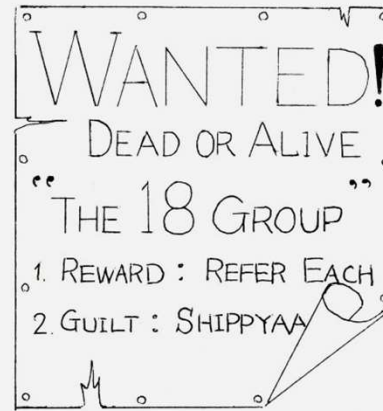 WANTED!
DEAD OR ALIVE
"THE 18 GROUP"
1. REWARD : REFER EACH
2. GUILT : SHIPPYAA